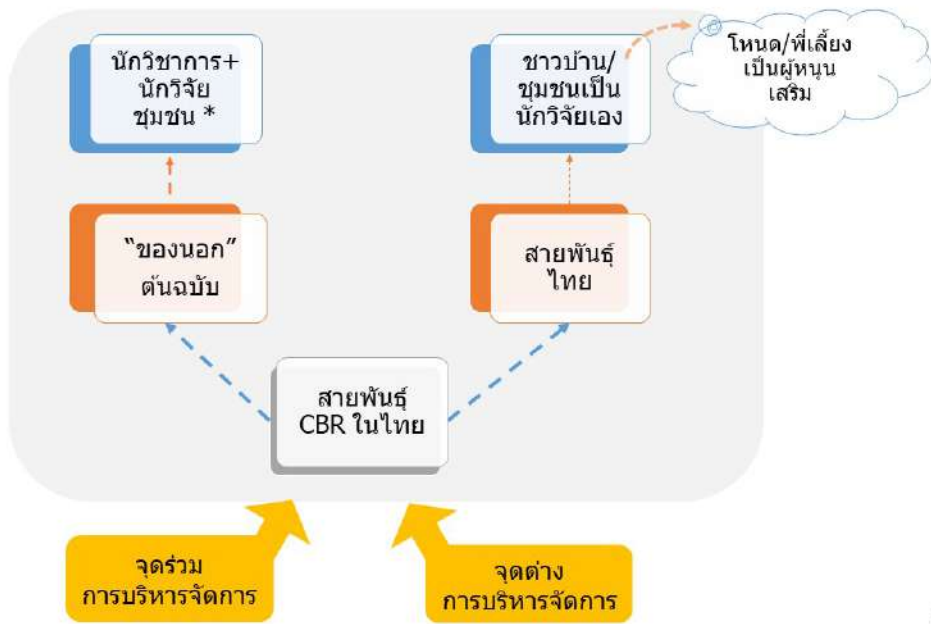 นักวิชาการ+
นักวิจัย
ชุมชน *
ชาวบ้าน/
ชุมชนเป็น
นักวิจัยเอง
โหนด/พี่เลี้ยง
เป็นผู้หนุน
เสริม
“ของนอก”
ต้นฉบับ
สายพันธุ์
ไทย
สายพันธุ์
CBR ในไทย
จุดร่วม
การบริหารจัดการ
จุดต่าง
การบริหารจัดการ